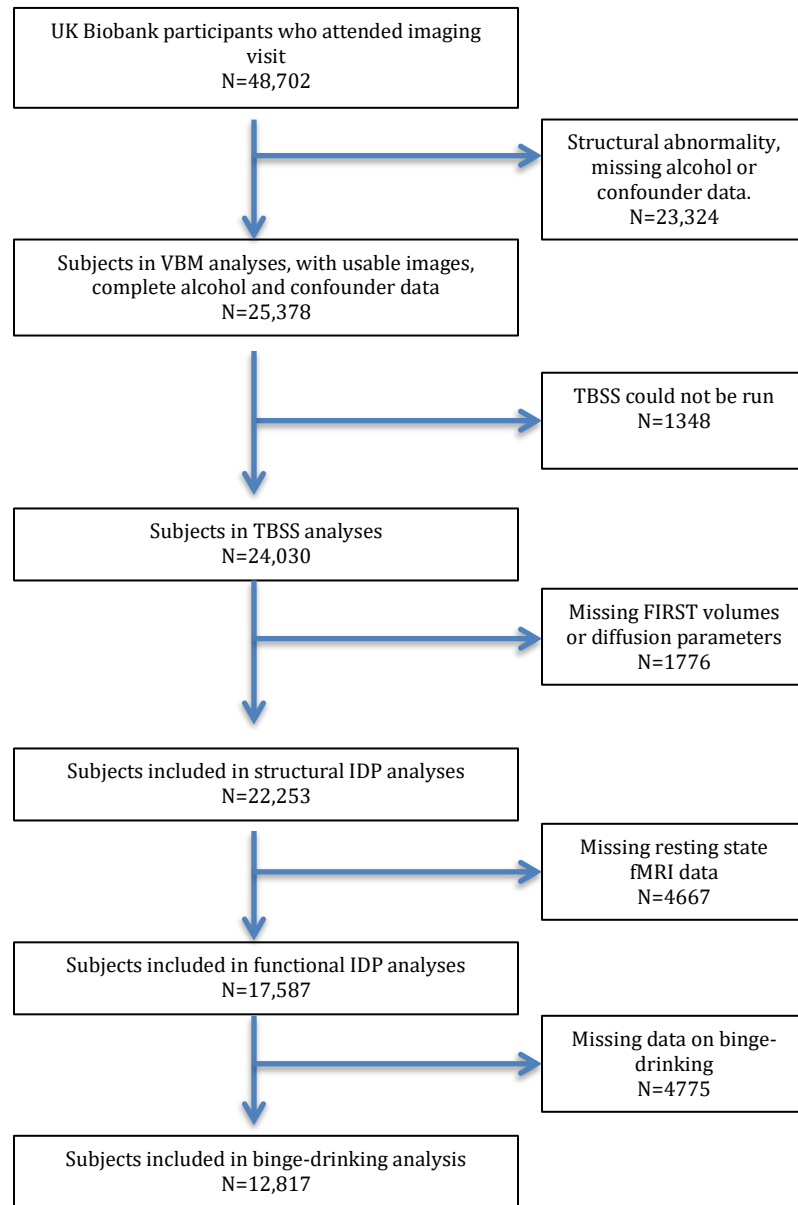 UK Biobank participants who attended imaging
visit
N=48,702
Structural abnormality,
missing alcohol or
confounder data.
N=23,324
Subjects in VBM analyses, with usable images,
complete alcohol and confounder data
N=25,378
TBSS could not be run
N=1348
Subjects in TBSS analyses
N=24,030
Missing FIRST volumes
or diffusion parameters
N=1776
Subjects included in structural IDP analyses
N=22,253
Missing resting state
fMRI data
N=4667
Subjects included in functional IDP analyses
N=17,587
Missing data on binge-
drinking
N=4775
Subjects included in binge-drinking analysis
N=12,817